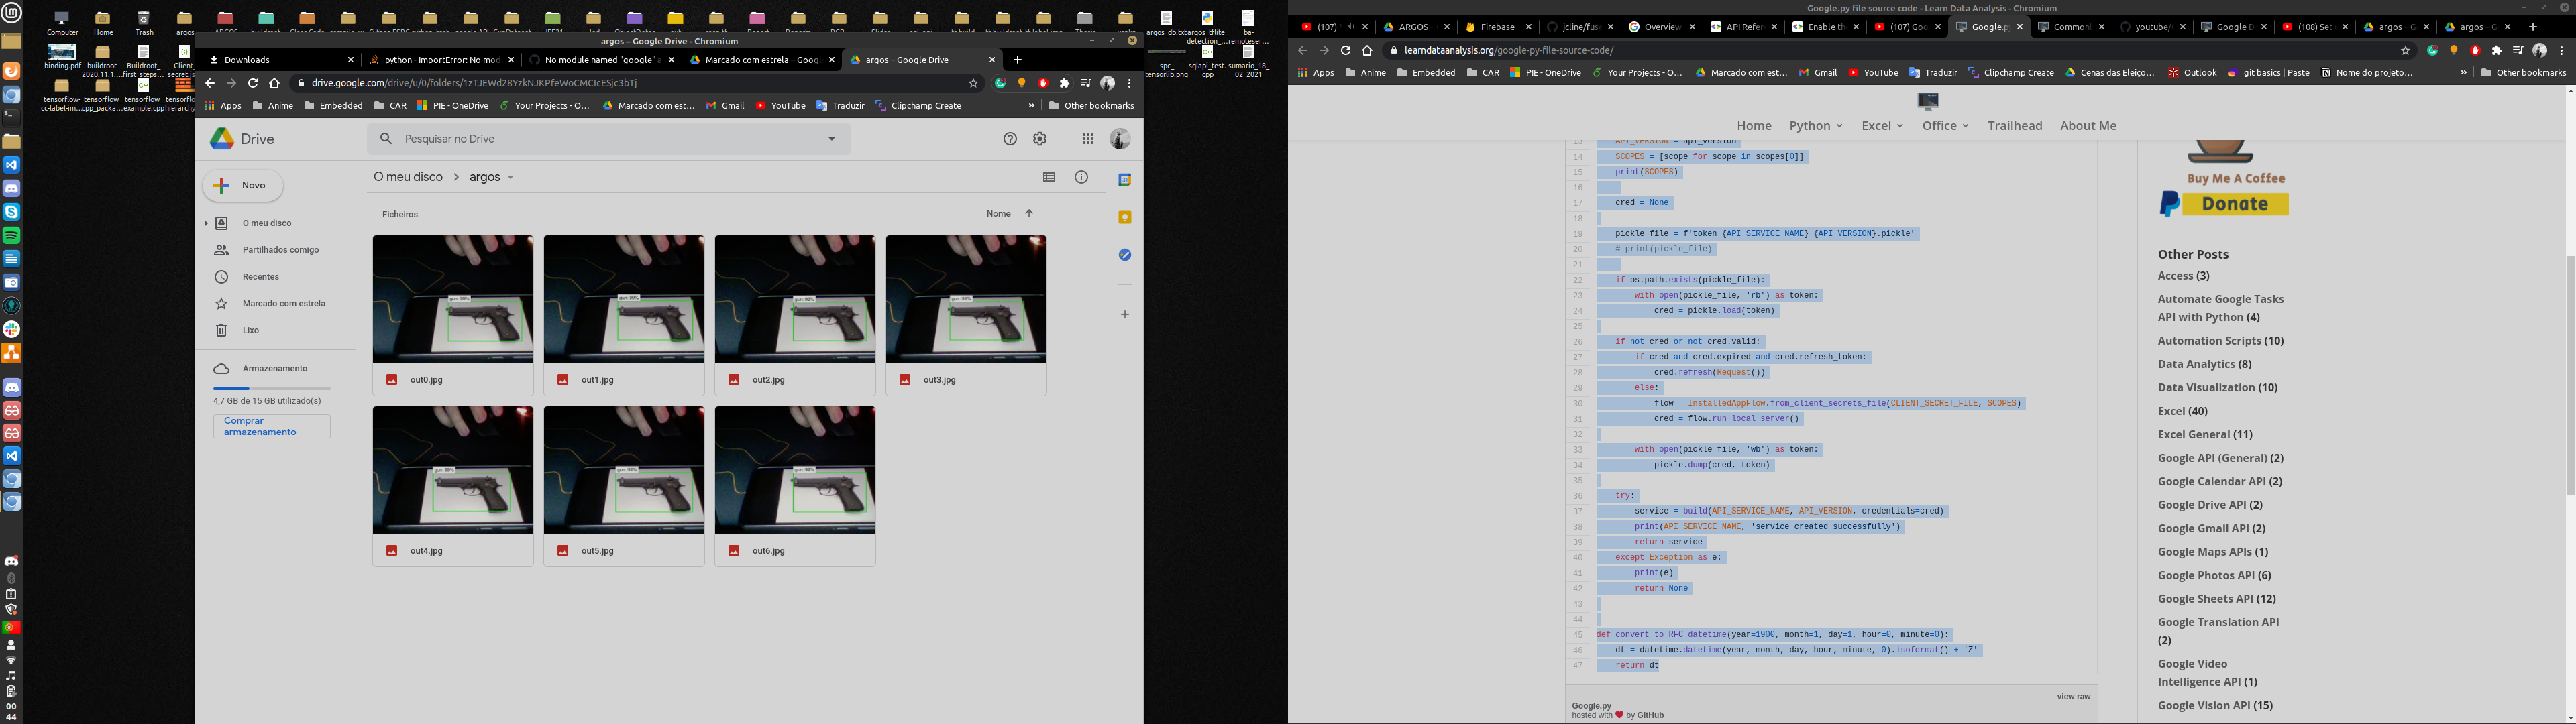 Computer
Home
Trash
argos
binding.pdf
buildroot-
2020.11.1....
Buildroot_
first_steps...
Client_
secret.js
tensorflow-
cc-label-im...
tensorflow_
cpp_packa...
tensorflow_
example.cpp
argos – Google Drive - Chromium
Downloads
python - ImportError: No mod
No module named "google" a
Marcado com estrela – Googl
argos – Google Drive
drive.google.com/drive/u/0/folders/1zTJEWd28YzkNJKPfeWoCMCIcESjc3bTj
Apps
Anime
Embedded
CAR
PIE - OneDrive
Your Projects - O...
Marcado com est...
Gmail
YouTube
Traduzir
Clipchamp Create
»
Other bookmarks
Drive
Pesquisar no Drive
Novo
O meu disco
Partilhados comigo
Recentes
Marcado com estrela
Lixo
Armazenamento
4,7 GB de 15 GB utilizado(s)
Comprar
armazenamento
O meu disco > argos
Ficheiros
Nome
out0.jpg
out1.jpg
out2.jpg
out3.jpg
out4.jpg
out5.jpg
out6.jpg
argos_db.txt
argos_tflite_
detection_...
ba-
remoteser...
spc_
tensorlib.png
sqlapi_test.
cpp
sumario_18_
02_2021
00
44
Google.py file source code - Learn Data Analysis - Chromium
(107)
ARGOS –
Firebase
jcline/fuse
Overview
API Refer
Enable th
(107) Goo
Google.p
Comment
youtube/
Google D
(108) Set
argos – G
argos – G
learndataanalysis.org/google-py-file-source-code/
Apps
Anime
Embedded
CAR
PIE - OneDrive
Your Projects - O...
Marcado com est...
Gmail
YouTube
Traduzir
Clipchamp Create
Cenas das Eleiçõ...
Outlook
git basics | Paste
Nome do projeto...
»
Other bookmarks
Home
Python
Excel
Office
Trailhead
About Me
13 API_VERSION = api_version
14 SCOPES = [scope for scope in scopes[0]]
15 print(SCOPES)
16
17 cred = None
18
19 pickle_file = f'token_{API_SERVICE_NAME}_{API_VERSION}.pickle'
20 # print(pickle_file)
21
22 if os.path.exists(pickle_file):
23 with open(pickle_file, 'rb') as token:
24 cred = pickle.load(token)
25
26 if not cred or not cred.valid:
27 if cred and cred.expired and cred.refresh_token:
28 cred.refresh(Request())
29 else:
30 flow = InstalledAppFlow.from_client_secrets_file(CLIENT_SECRET_FILE, SCOPES)
31 cred = flow.run_local_server()
32
33 with open(pickle_file, 'wb') as token:
34 pickle.dump(cred, token)
35
36 try:
37 service = build(API_SERVICE_NAME, API_VERSION, credentials=cred)
38 print(API_SERVICE_NAME, 'service created successfully')
39 return service
40 except Exception as e:
41 print(e)
42 return None
43
44
45 def convert_to_RFC_datetime(year=1900, month=1, day=1, hour=0, minute=0):
46 dt = datetime.datetime(year, month, day, hour, minute, 0).isoformat() + 'Z'
47 return dt
view raw
Google.py
hosted with ❤ by GitHub
Buy Me A Coffee
Donate
Other Posts
Access (3)
Automate Google Tasks
API with Python (4)
Automation Scripts (10)
Data Analytics (8)
Data Visualization (10)
Excel (40)
Excel General (11)
Google API (General) (2)
Google Calendar API (2)
Google Drive API (2)
Google Gmail API (2)
Google Maps APIs (1)
Google Photos API (6)
Google Sheets API (12)
Google Translation API
(2)
Google Video
Intelligence API (1)
Google Vision API (15)